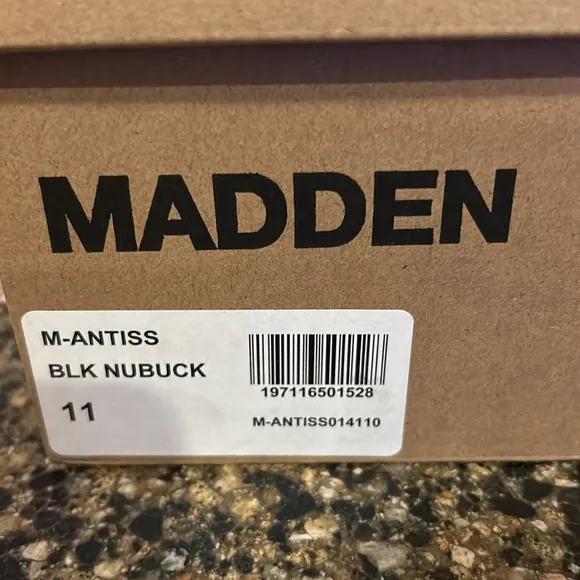 MADDEN
M-ANTISS
BLK NUBUCK
11
197116501528
M-ANTISS014110